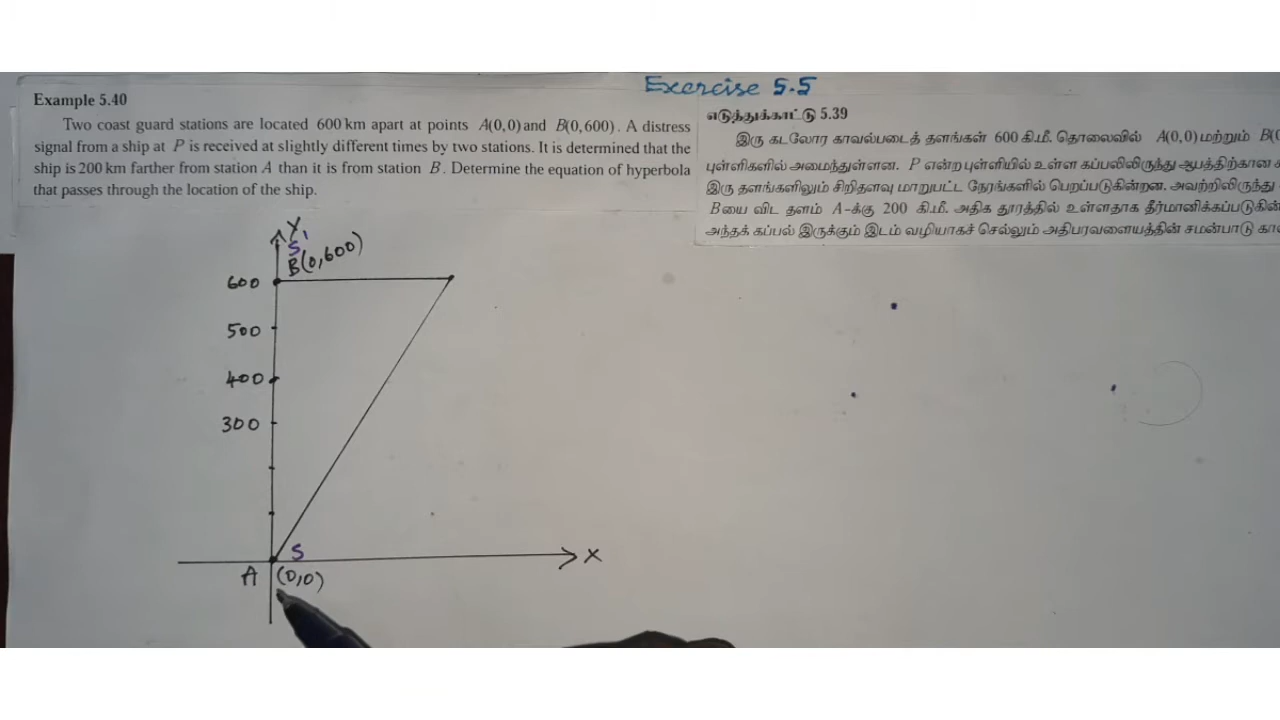 Exercise 5.5
Example 5.40
Two coast guard stations are located 600 km apart at points A(0,0) and B(0,600). A distress
signal from a ship at P is received at slightly different times by two stations. It is determined that the
ship is 200 km farther from station A than it is from station B. Determine the equation of hyperbola
that passes through the location of the ship.
எடுத்துக்காட்டு 5.39
இரு கடலோர காவல்படைத் தளங்கள் 600 கி.மீ. தொலைவில் A(0,0) மற்றும் B(0
புள்ளிகளில் அமைந்துள்ளன. P என்ற புள்ளியில் உள்ள கப்பலிலிருந்து ஆபத்திற்கான
இரு தளங்களிலும் சிறிதளவு மாறுபட்ட நேரங்களில் பெறப்படுகின்றன. அவற்றிலிருந்து
Bயை விட தளம் A-க்கு 200 கி.மீ. அதிக தூரத்தில் உள்ளதாக தீர்மானிக்கப்படுகின்
அந்தக் கப்பல் இருக்கும் இடம் வழியாகச் செல்லும் அதிபரவளையத்தின் சமன்பாடு கா
Y
S'
B(0,600)
600
500
400
300
S
X
A (0,0)